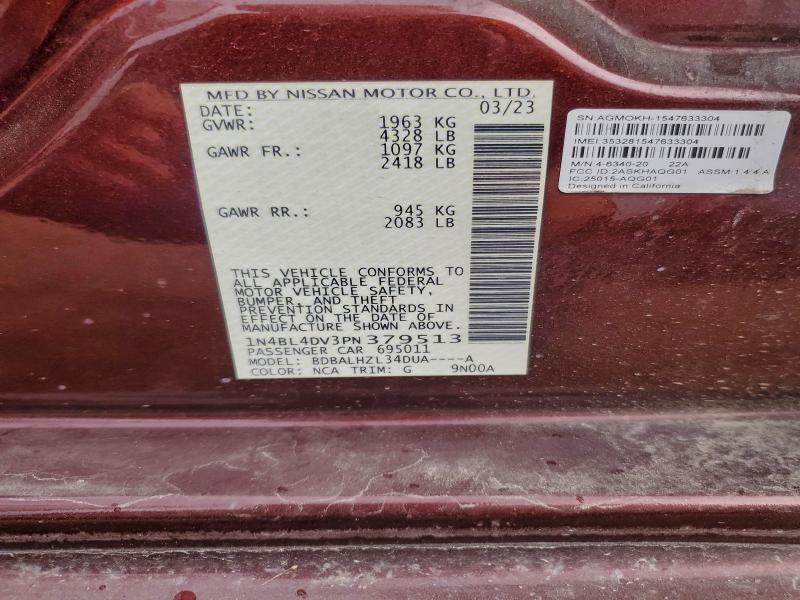 MFD BY NISSAN MOTOR CO., LTD.
DATE: 03/23
GVWR: 1963 KG
4328 LB
GAWR FR.: 1097 KG
2418 LB
GAWR RR.: 945 KG
2083 LB
THIS VEHICLE CONFORMS TO
ALL APPLICABLE FEDERAL
MOTOR VEHICLE SAFETY,
BUMPER, AND THEFT
PREVENTION STANDARDS IN
EFFECT ON THE DATE OF
MANUFACTURE SHOWN ABOVE.
1N4BL4DV3PN 379513
PASSENGER CAR 695011
MODEL: BDBALHZL34DUA----A
COLOR: NCA TRIM: G 9N00A
SN:AGMOKH-1547633304
IMEI:353281547633304
M/N:4-6340-20 22A
FCC ID:2ASKHAQG01 ASSM:1.4:4.A
IC:25015-AQG01
Designed in California